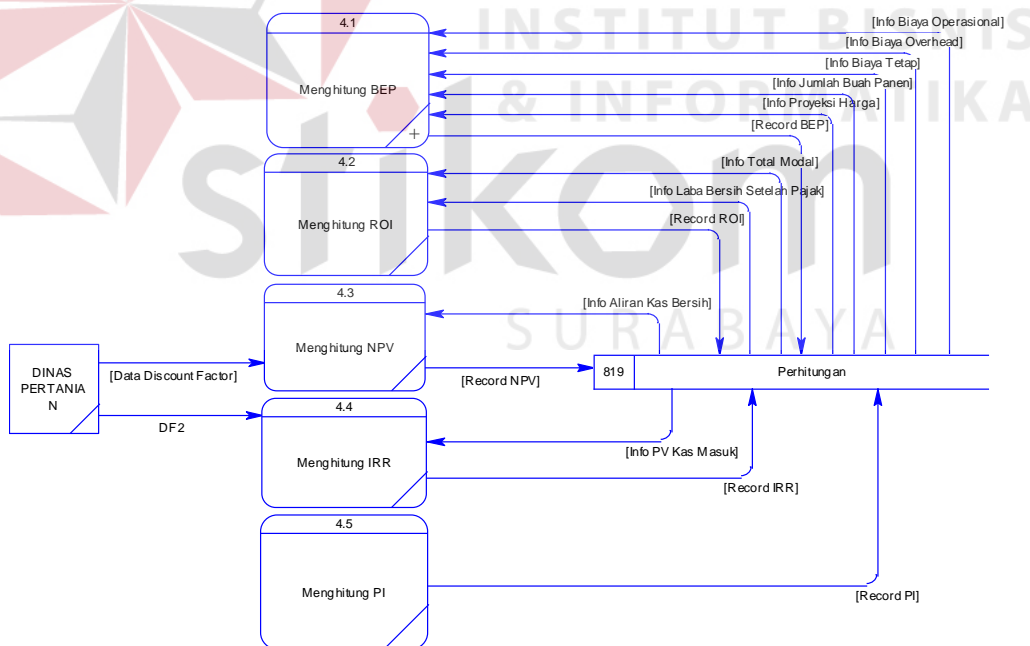 INSTITUT BISNIS
& INFORMATIKA
stikom
SURABAYA
4.1
Menghitung BEP
+
[Info Biaya Operasional]
[Info Biaya Overhead]
[Info Biaya Tetap]
[Info Jumlah Buah Panen]
[Info Proyeksi Harga]
[Record BEP]
4.2
Menghitung ROI
[Info Total Modal]
[Info Laba Bersih Setelah Pajak]
[Record ROI]
4.3
Menghitung NPV
[Info Aliran Kas Bersih]
[Record NPV]
819
Perhitungan
DINAS
PERTANIA
N
[Data Discount Factor]
DF2
4.4
Menghitung IRR
[Info PV Kas Masuk]
[Record IRR]
4.5
Menghitung PI
[Record PI]